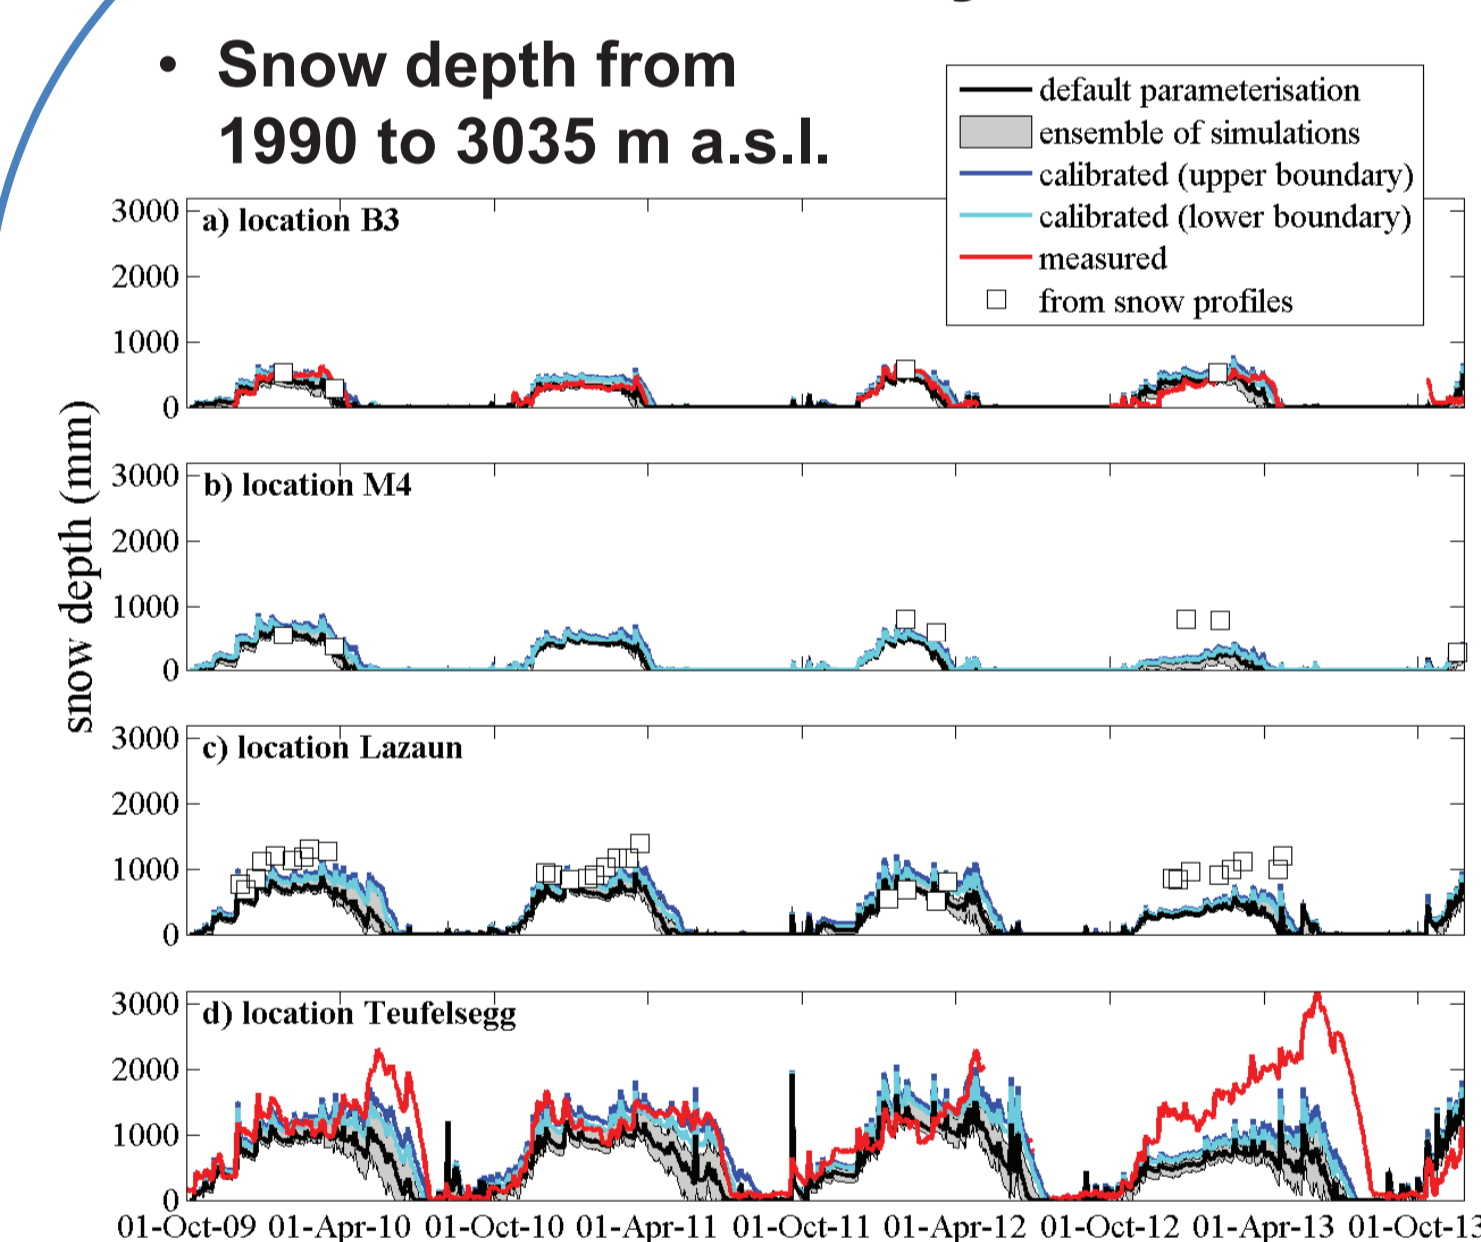 • Snow depth from
1990 to 3035 m a.s.l.
default parameterisation
ensemble of simulations
calibrated (upper boundary)
calibrated (lower boundary)
measured
from snow profiles
snow depth (mm)
a) location B3
3000
2000
1000
0
b) location M4
3000
2000
1000
0
c) location Lazaun
3000
2000
1000
0
d) location Teufelsegg
3000
2000
1000
0
01-Oct-09 01-Apr-10 01-Oct-10 01-Apr-11 01-Oct-11 01-Apr-12 01-Oct-12 01-Apr-13 01-Oct-13